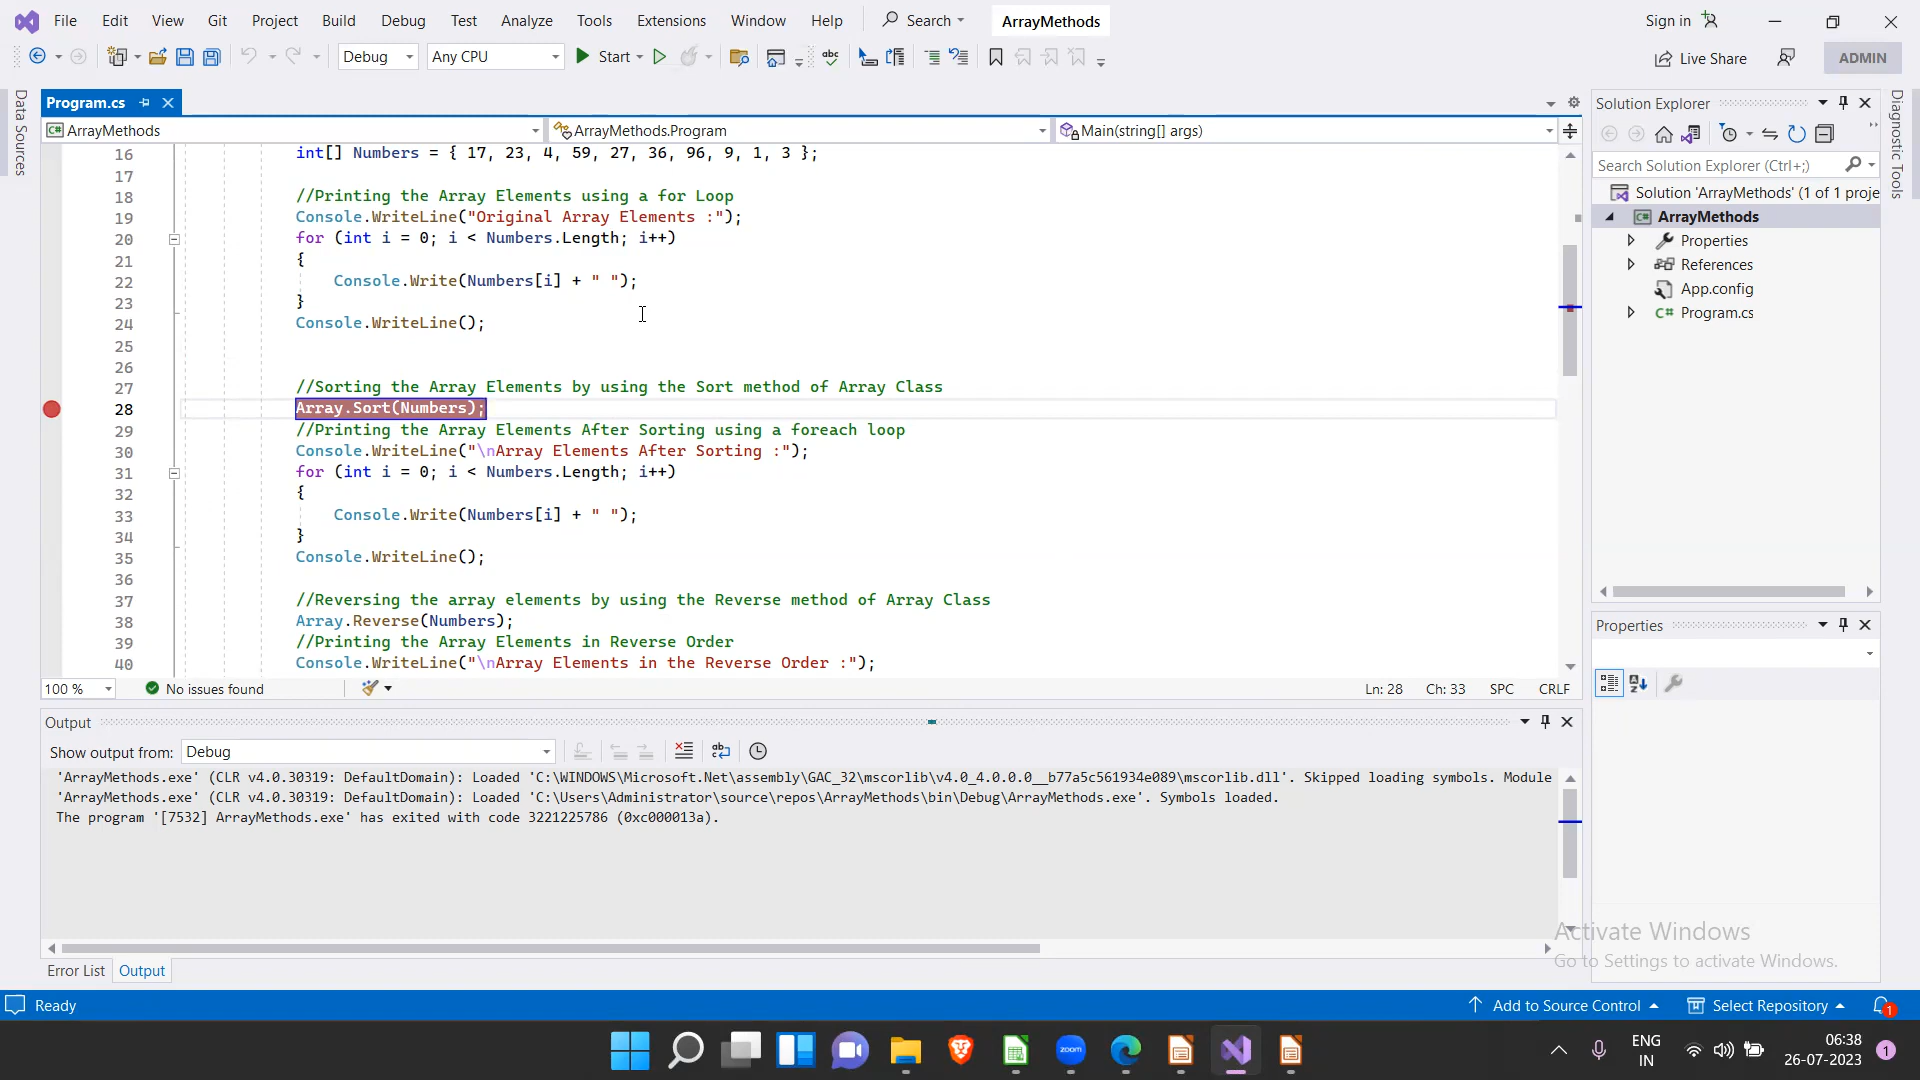 File Edit View Git Project Build Debug Test Analyze Tools Extensions Window Help Search ArrayMethods Sign in
Debug Any CPU Start Live Share ADMIN
Data Sources
Program.cs
ArrayMethods ArrayMethods.Program Main(string[] args)
16 int[] Numbers = { 17, 23, 4, 59, 27, 36, 96, 9, 1, 3 };
17
18 //Printing the Array Elements using a for Loop
19 Console.WriteLine("Original Array Elements :");
20 for (int i = 0; i < Numbers.Length; i++)
21 {
22 Console.Write(Numbers[i] + " ");
23 }
24 Console.WriteLine();
25
26
27 //Sorting the Array Elements by using the Sort method of Array Class
28 Array.Sort(Numbers);
29 //Printing the Array Elements After Sorting using a foreach loop
30 Console.WriteLine("\nArray Elements After Sorting :");
31 for (int i = 0; i < Numbers.Length; i++)
32 {
33 Console.Write(Numbers[i] + " ");
34 }
35 Console.WriteLine();
36
37 //Reversing the array elements by using the Reverse method of Array Class
38 Array.Reverse(Numbers);
39 //Printing the Array Elements in Reverse Order
40 Console.WriteLine("\nArray Elements in the Reverse Order :");
100 % No issues found Ln: 28 Ch: 33 SPC CRLF
Output
Show output from: Debug
'ArrayMethods.exe' (CLR v4.0.30319: DefaultDomain): Loaded 'C:\WINDOWS\Microsoft.Net\assembly\GAC_32\mscorlib\v4.0_4.0.0.0__b77a5c561934e089\mscorlib.dll'. Skipped loading symbols. Module
'ArrayMethods.exe' (CLR v4.0.30319: DefaultDomain): Loaded 'C:\Users\Administrator\source\repos\ArrayMethods\bin\Debug\ArrayMethods.exe'. Symbols loaded.
The program '[7532] ArrayMethods.exe' has exited with code 3221225786 (0xc000013a).
Error List Output
Solution Explorer
Search Solution Explorer (Ctrl+;)
Solution 'ArrayMethods' (1 of 1 proje
C# ArrayMethods
Properties
References
App.config
C# Program.cs
Properties
Diagnostic Tools
Activate Windows
Go to Settings to activate Windows.
Ready Add to Source Control Select Repository 1
zoom ENG IN 06:38 26-07-2023 1